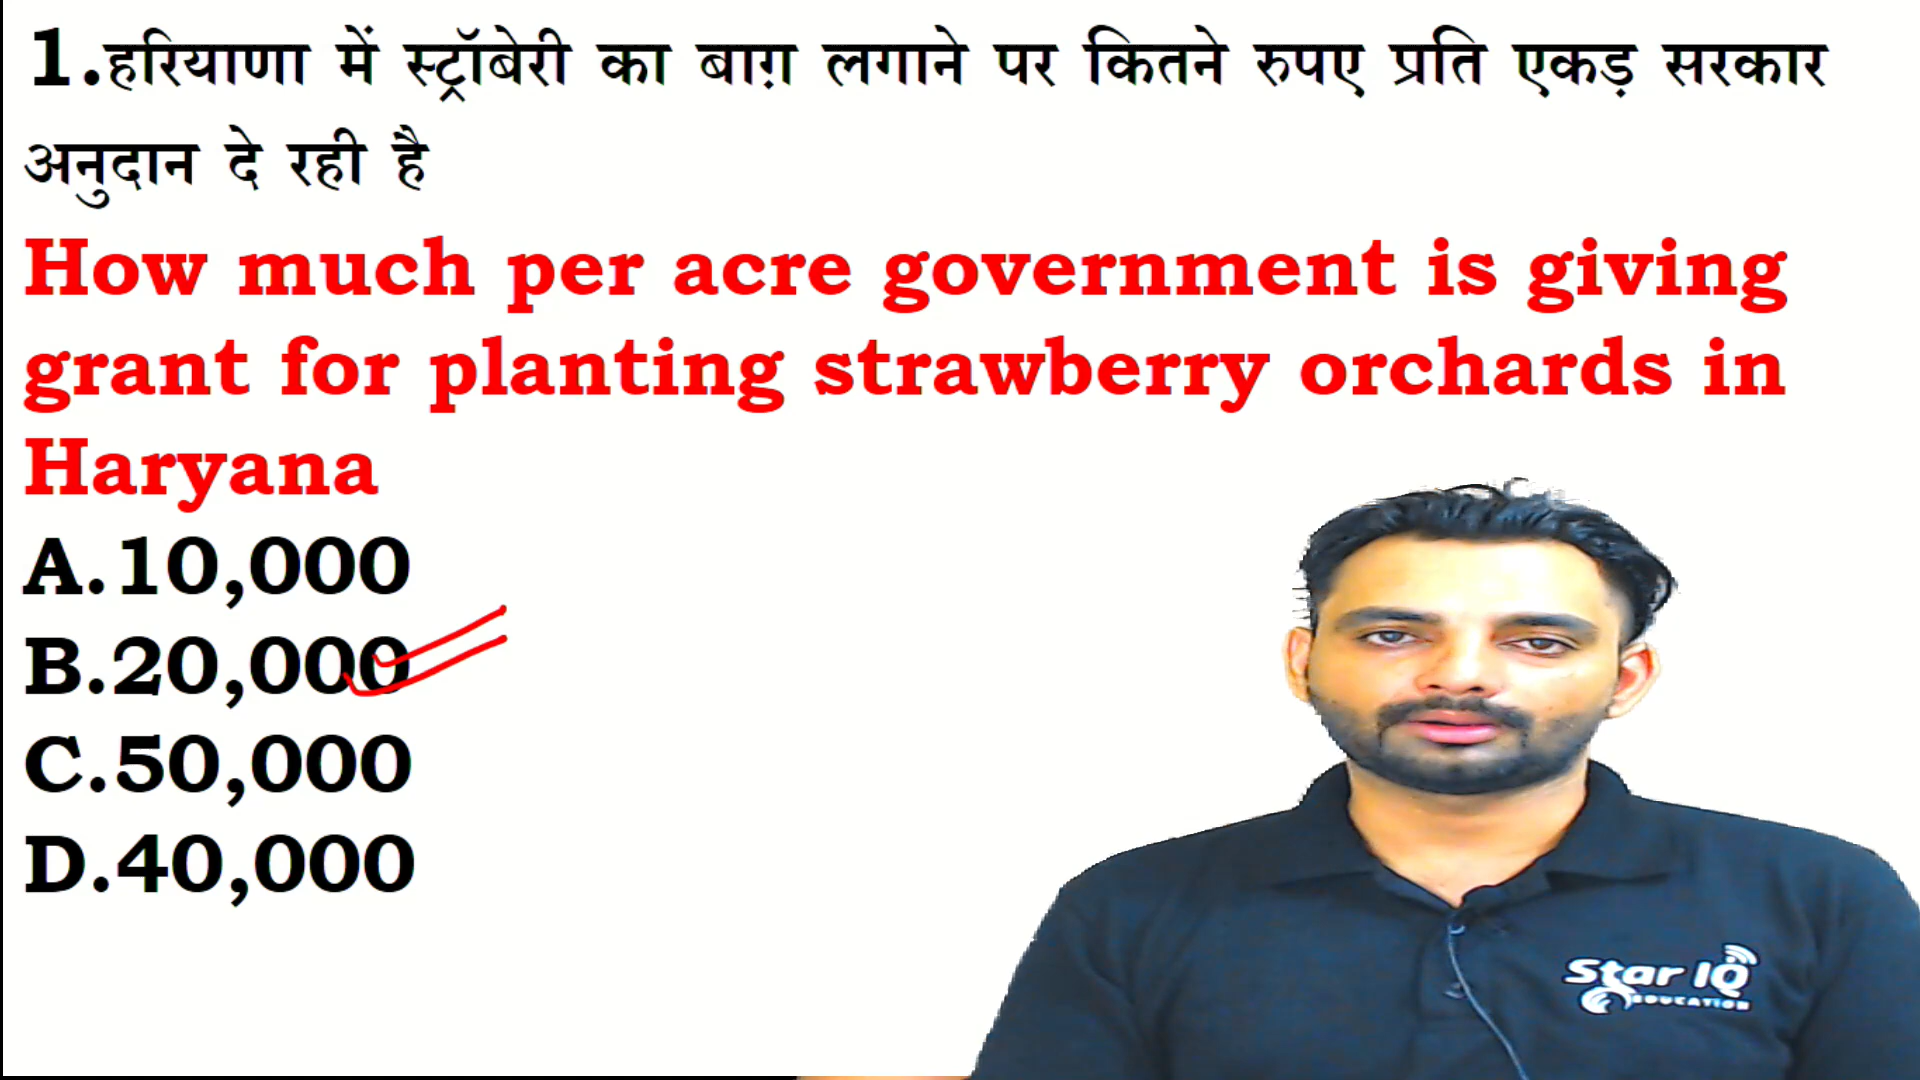 1.हरियाणा में स्ट्रॉबेरी का बाग़ लगाने पर कितने रुपए प्रति एकड़ सरकार
अनुदान दे रही है
How much per acre government is giving
grant for planting strawberry orchards in
Haryana
A.10,000
B.20,000
C.50,000
D.40,000
Star IQ
EDUCATION